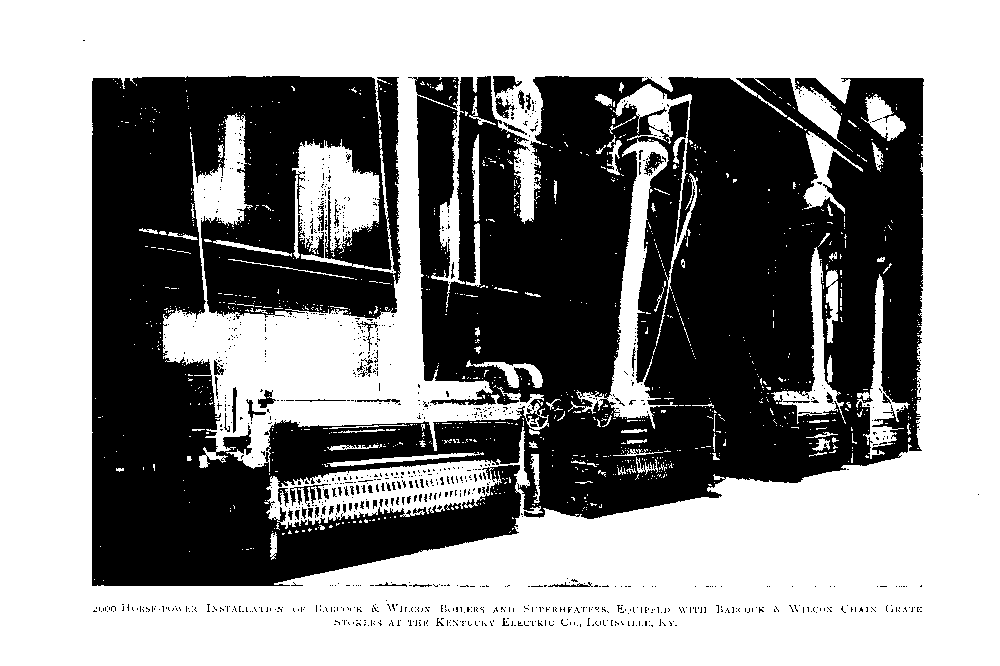 2000 HORSE-POWER INSTALLATION OF BABCOCK & WILCOX BOILERS AND SUPERHEATERS, EQUIPPED WITH BABCOCK & WILCOX CHAIN GRATE
STOKERS AT THE KENTUCKY ELECTRIC CO., LOUISVILLE, KY.